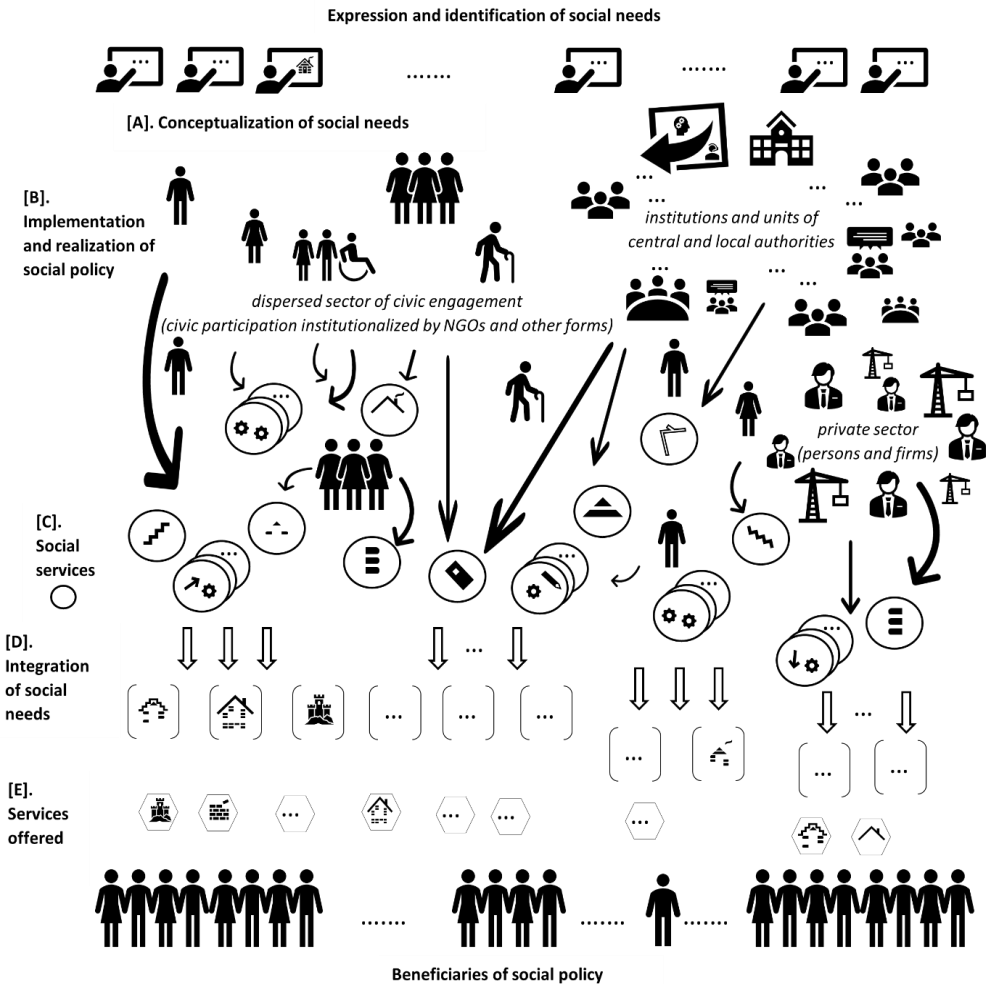 Expression and identification of social needs
[A]. Conceptualization of social needs
[B].
Implementation
and realization of
social policy
institutions and units of
central and local authorities
dispersed sector of civic engagement
(civic participation institutionalized by NGOs and other forms)
private sector
(persons and firms)
[C].
Social
services
[D].
Integration
of social
needs
[E].
Services
offered
Beneficiaries of social policy